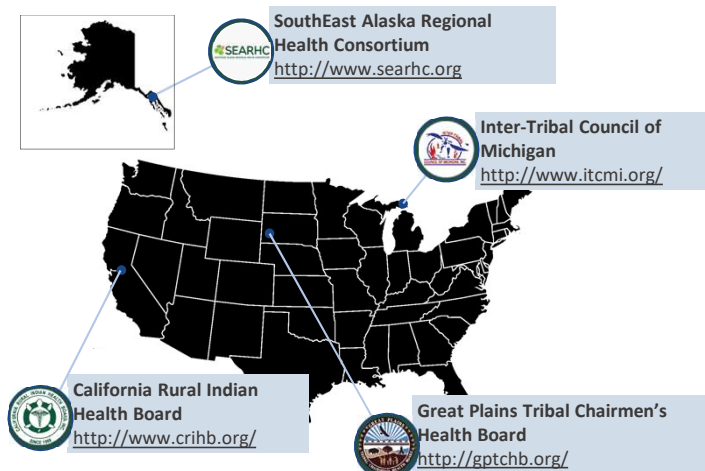 SouthEast Alaska Regional
Health Consortium
http://www.searhc.org
SEARHC
Inter-Tribal Council of
Michigan
http://www.itcmi.org/
California Rural Indian
Health Board
http://www.crihb.org/
Great Plains Tribal Chairmen's
Health Board
http://gptchb.org/